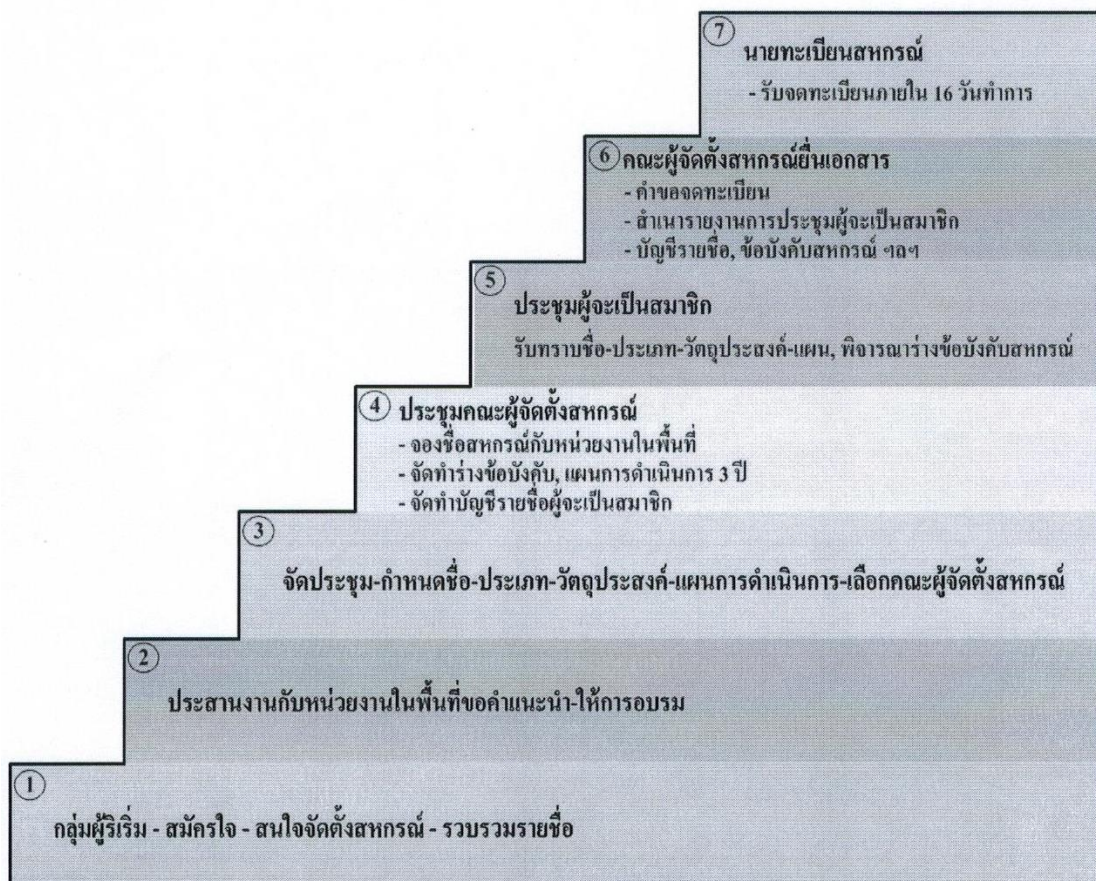 7
นายทะเบียนสหกรณ์
- รับจดทะเบียนภายใน 16 วันทำการ
6 คณะผู้จัดตั้งสหกรณ์ยื่นเอกสาร
- คำขอจดทะเบียน
- สำเนารายงานการประชุมผู้จะเป็นสมาชิก
- บัญชีรายชื่อ, ข้อบังคับสหกรณ์ ฯลฯ
5
ประชุมผู้จะเป็นสมาชิก
รับทราบชื่อ-ประเภท-วัตถุประสงค์-แผน, พิจารณาร่างข้อบังคับสหกรณ์
4 ประชุมคณะผู้จัดตั้งสหกรณ์
- จองชื่อสหกรณ์กับหน่วยงานในพื้นที่
- จัดทำร่างข้อบังคับ, แผนการดำเนินการ 3 ปี
- จัดทำบัญชีรายชื่อผู้จะเป็นสมาชิก
3
จัดประชุม-กำหนดชื่อ-ประเภท-วัตถุประสงค์-แผนการดำเนินการ-เลือกคณะผู้จัดตั้งสหกรณ์
2
ประสานงานกับหน่วยงานในพื้นที่ขอคำแนะนำ-ให้การอบรม
1
กลุ่มผู้ริเริ่ม - สมัครใจ - สนใจจัดตั้งสหกรณ์ - รวบรวมรายชื่อ